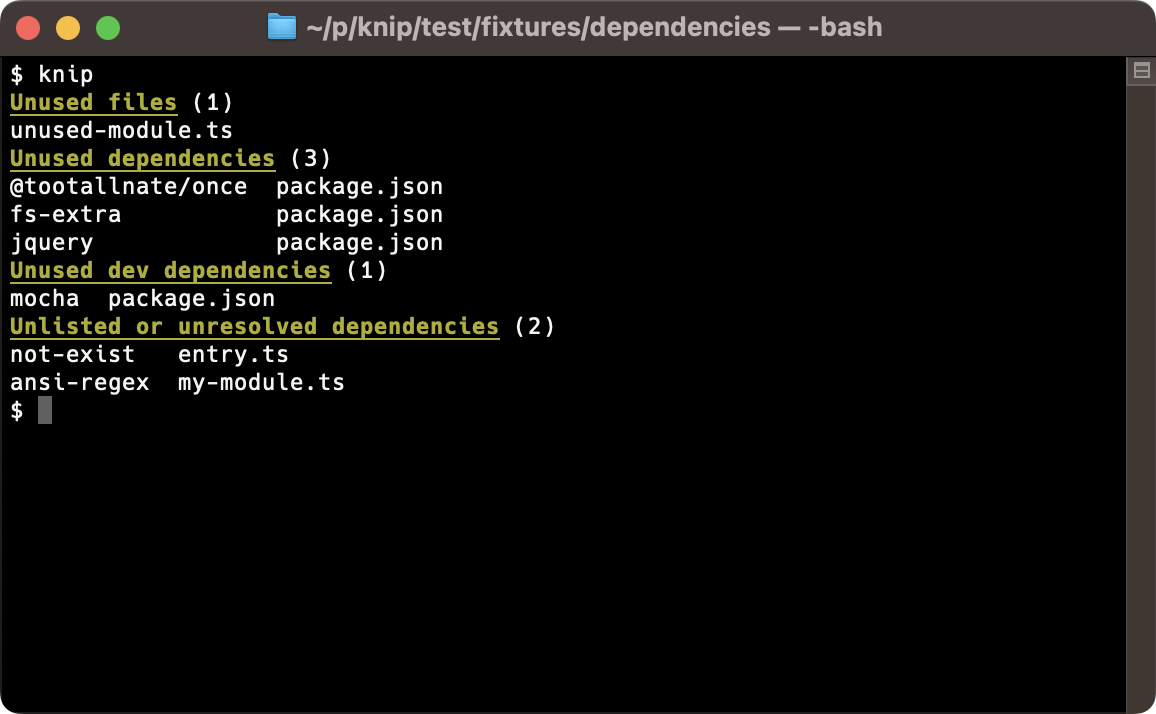 ~/p/knip/test/fixtures/dependencies — -bash
$ knip
Unused files (1)
unused-module.ts
Unused dependencies (3)
@tootallnate/once  package.json
fs-extra           package.json
jquery             package.json
Unused dev dependencies (1)
mocha  package.json
Unlisted or unresolved dependencies (2)
not-exist   entry.ts
ansi-regex  my-module.ts
$